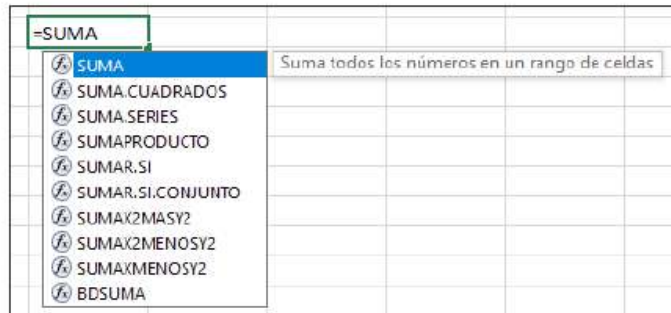 =SUMA
SUMA
Suma todos los números en un rango de celdas
SUMA.CUADRADOS
SUMA.SERIES
SUMAPRODUCTO
SUMAR.SI
SUMAR.SI.CONJUNTO
SUMAX2MASY2
SUMAX2MENOSY2
SUMAXMENOSY2
BDSUMA